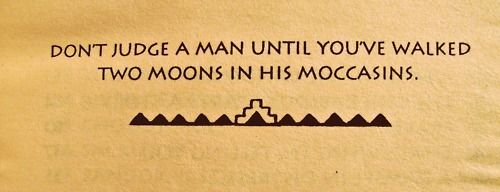 DON'T JUDGE A MAN UNTIL YOU'VE WALKED
TWO MOONS IN HIS MOCCASINS.